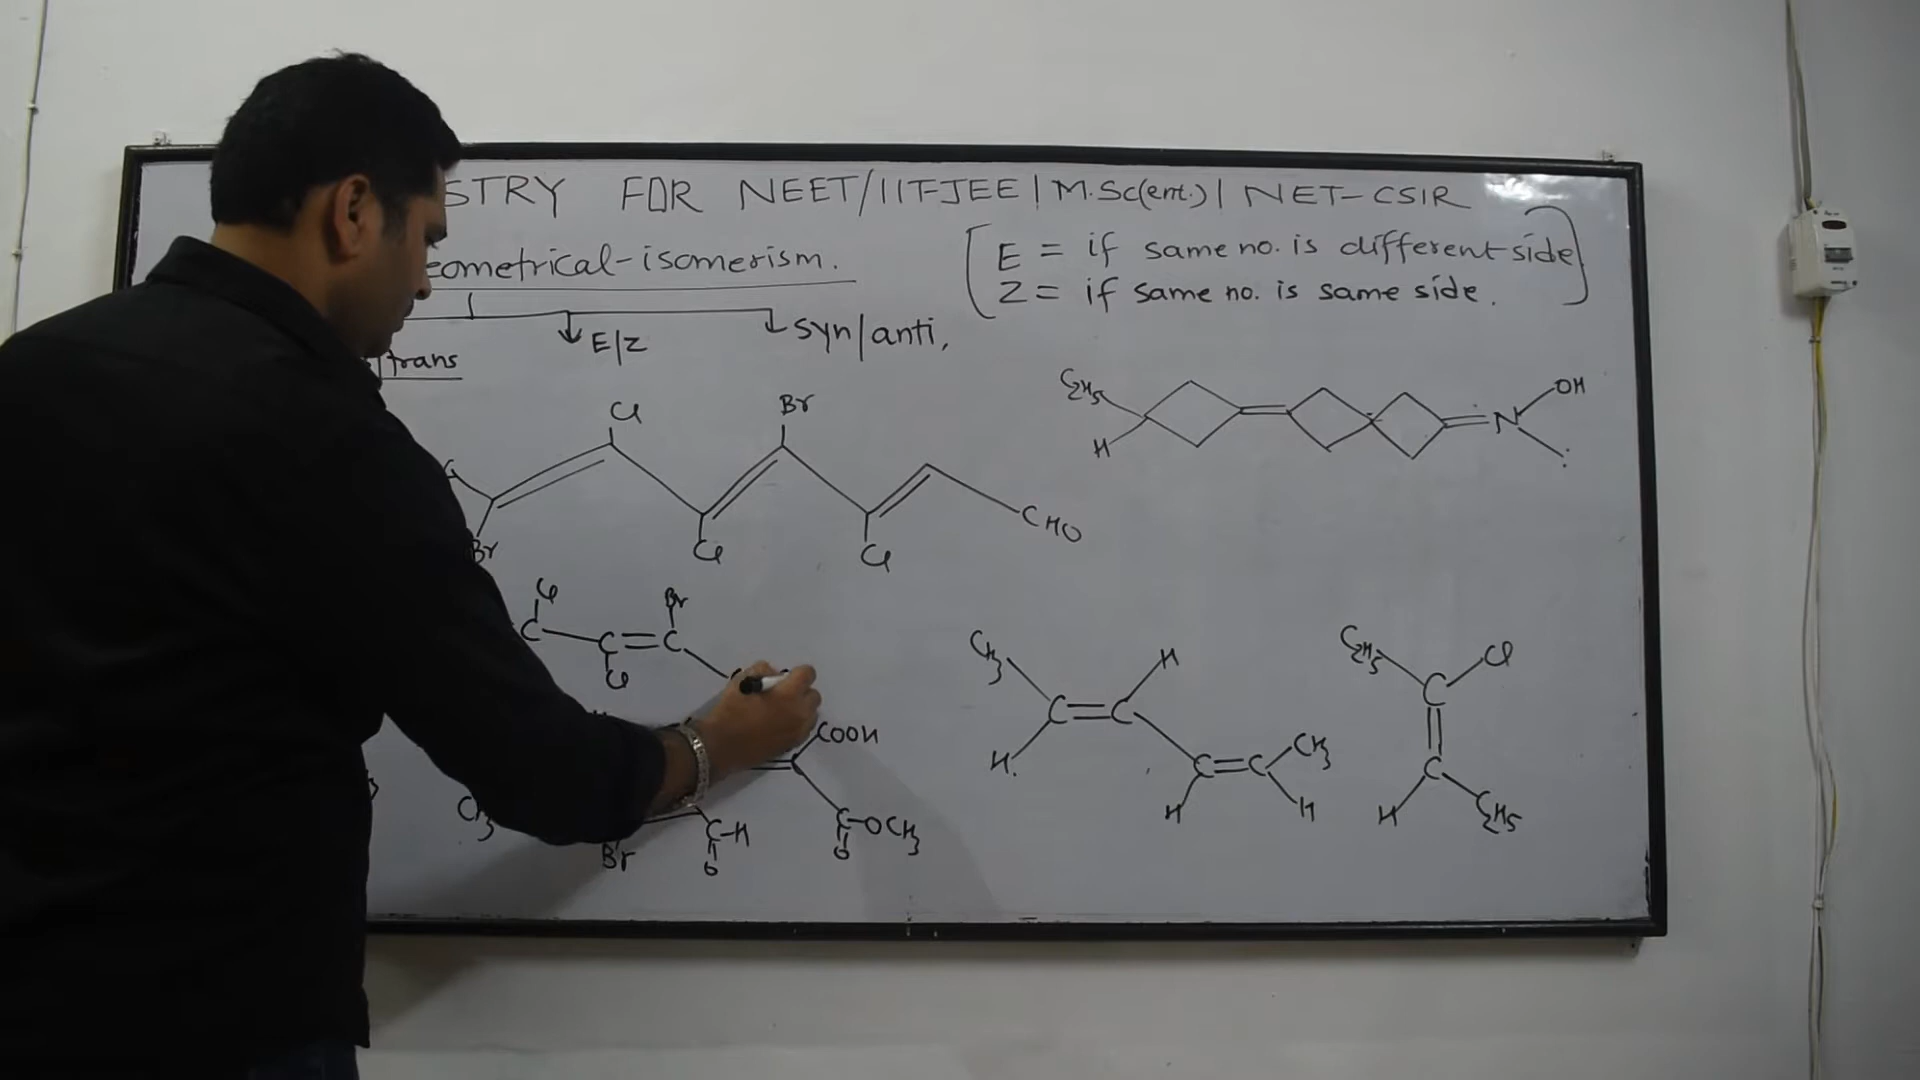 STRY FOR NEET/IIT-JEE | M.Sc(ent.) | NET-CSIR
eometrical-isomerism.
E = if same no. is different side
Z = if same no. is same side.
trans
E/Z
syn/anti,
Cl
Br
Br
Cl
Cl
CHO
C2H5
H
N
OH
Cl
Br
C
C=C
Cl
COOH
CH3
Br
C-H
O
C-OCH3
O
CH3
H
C=C
H.
C=C
CH3
H
H
C2H5
Cl
C
C
H
C2H5